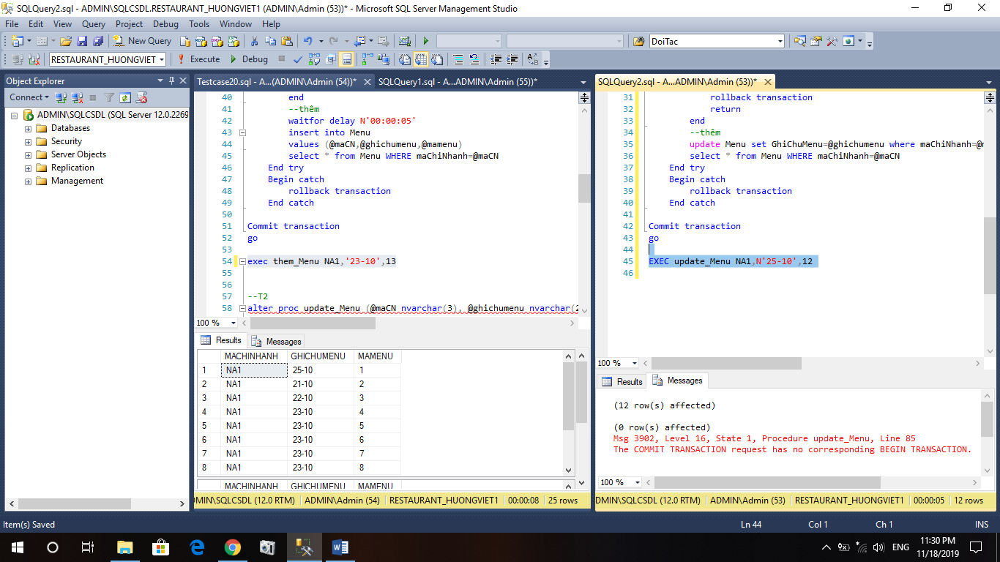 SQLQuery2.sql - ADMIN\SQLCSDL.RESTAURANT_HUONGVIET1 (ADMIN\Admin (53))* - Microsoft SQL Server Management Studio
File Edit View Query Project Debug Tools Window Help
New Query DoiTac
RESTAURANT_HUONGVIET Execute Debug
Object Explorer
Connect
ADMIN\SQLCSDL (SQL Server 12.0.2269
Databases
Security
Server Objects
Replication
Management
Testcase20.sql - A...(ADMIN\Admin (54))* SQLQuery1.sql - A...ADMIN\Admin (55))*
40 end
41 --thêm
42 waitfor delay N'00:00:05'
43 insert into Menu
44 values (@maCN,@ghichumenu,@mamenu)
45 select * from Menu WHERE maChiNhanh=@maCN
46 End try
47 Begin catch
48 rollback transaction
49 End catch
50
51 Commit transaction
52 go
53
54 exec them_Menu NA1,'23-10',13
55
56
57 --T2
58 alter proc update_Menu (@maCN nvarchar(3), @ghichumenu nvarchar(2
100 %
Results Messages
MACHINHANH GHICHUMENU MAMENU
1 NA1 25-10 1
2 NA1 21-10 2
3 NA1 22-10 3
4 NA1 23-10 4
5 NA1 23-10 5
6 NA1 23-10 6
7 NA1 23-10 7
8 NA1 23-10 8
MACHINHANH GHICHUMENU MAMENU
DMIN\SQLCSDL (12.0 RTM) ADMIN\Admin (54) RESTAURANT_HUONGVIET1 00:00:08 25 rows
SQLQuery2.sql - A...ADMIN\Admin (53))*
31 rollback transaction
32 return
33 end
34 --thêm
35 update Menu set GhiChuMenu=@ghichumenu where maChiNhanh=@m
36 select * from Menu WHERE maChiNhanh=@maCN
37 End try
38 Begin catch
39 rollback transaction
40 End catch
41
42 Commit transaction
43 go
44
45 EXEC update_Menu NA1,N'25-10',12
46
100 %
Results Messages
(12 row(s) affected)
(0 row(s) affected)
Msg 3902, Level 16, State 1, Procedure update_Menu, Line 85
The COMMIT TRANSACTION request has no corresponding BEGIN TRANSACTION.
100 %
DMIN\SQLCSDL (12.0 RTM) ADMIN\Admin (53) RESTAURANT_HUONGVIET1 00:00:05 12 rows
Item(s) Saved Ln 44 Col 1 Ch 1 INS
ENG 11:30 PM
11/18/2019